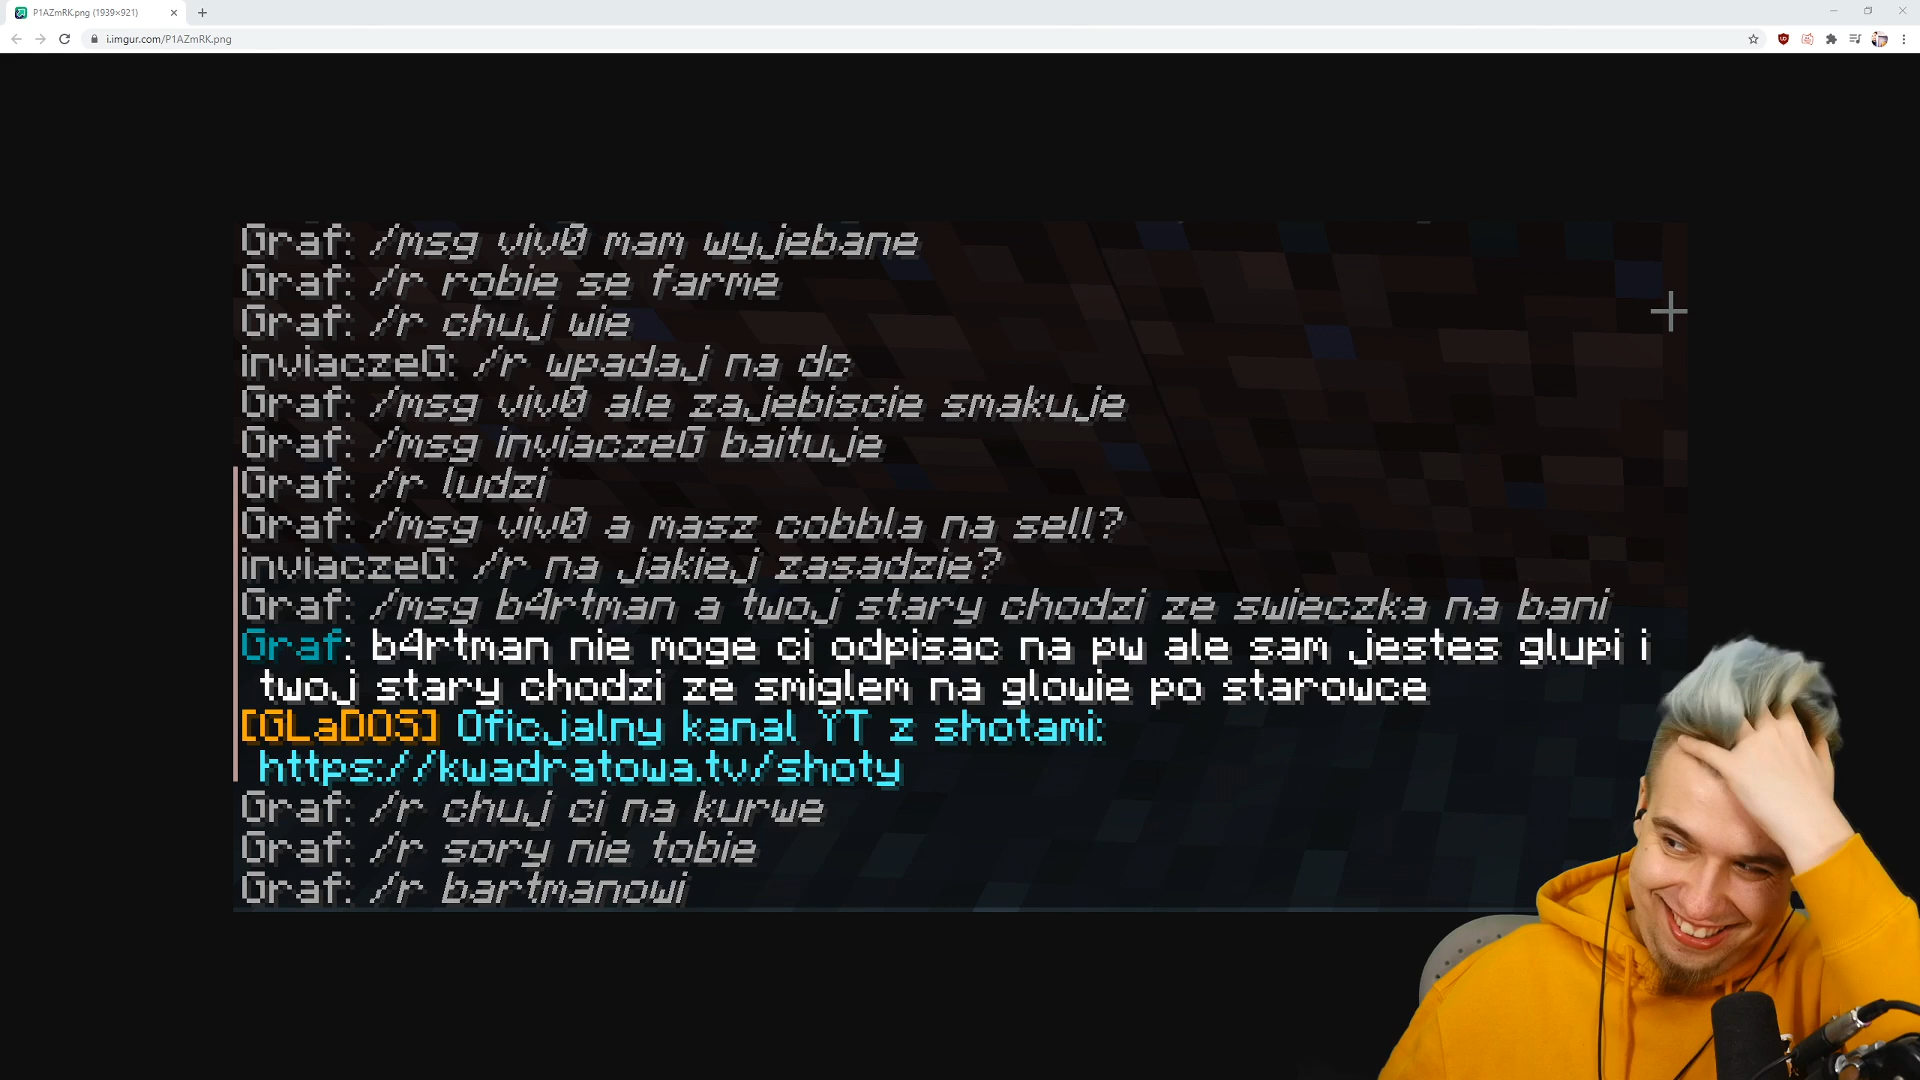 P1AZmRK.png (1939×921)
i.imgur.com/P1AZmRK.png
Graf: /msg viv0 mam wyjebane
Graf: /r robie se farme
Graf: /r chuj wie
inviaczeG: /r wpadaj na dc
Graf: /msg viv0 ale zajebiscie smakuje
Graf: /msg inviaczeG baituje
Graf: /r ludzi
Graf: /msg viv0 a masz cobbla na sell?
inviaczeG: /r na jakiej zasadzie?
Graf: /msg b4rtman a twoj stary chodzi ze swieczka na bani
Graf: b4rtman nie moge ci odpisac na pw ale sam jestes glupi i
twoj stary chodzi ze smiglem na glowie po starowce
[GLaDOS] Oficjalny kanal YT z shotami:
https://kwadratowa.tv/shoty
Graf: /r chuj ci na kurwe
Graf: /r sory nie tobie
Graf: /r bartmanowi